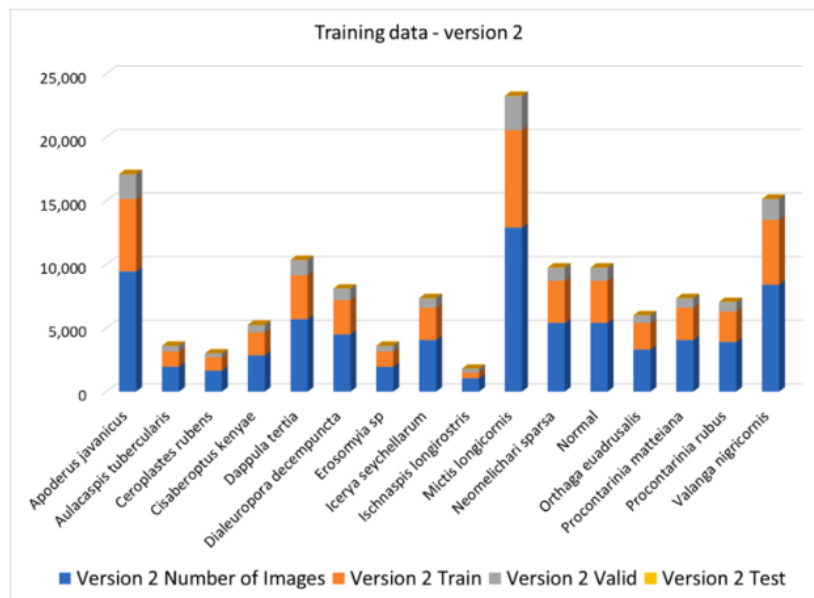 Training data - version 2
25,000
20,000
15,000
10,000
5,000
0
Apoderus javanicus
Aulacaspis tubercularis
Ceroplastes rubens
Cisaberoptus kenyae
Dappula tertia
Dialeuropora decempuncta
Erosomyia sp
Icerya seychellarum
Ischnaspis longirostris
Mictis longicornis
Neomelichari sparsa
Normal
Orthaga euadrusalis
Procontarinia matteiana
Procontarinia rubus
Valanga nigricornis
Version 2 Number of Images Version 2 Train Version 2 Valid Version 2 Test